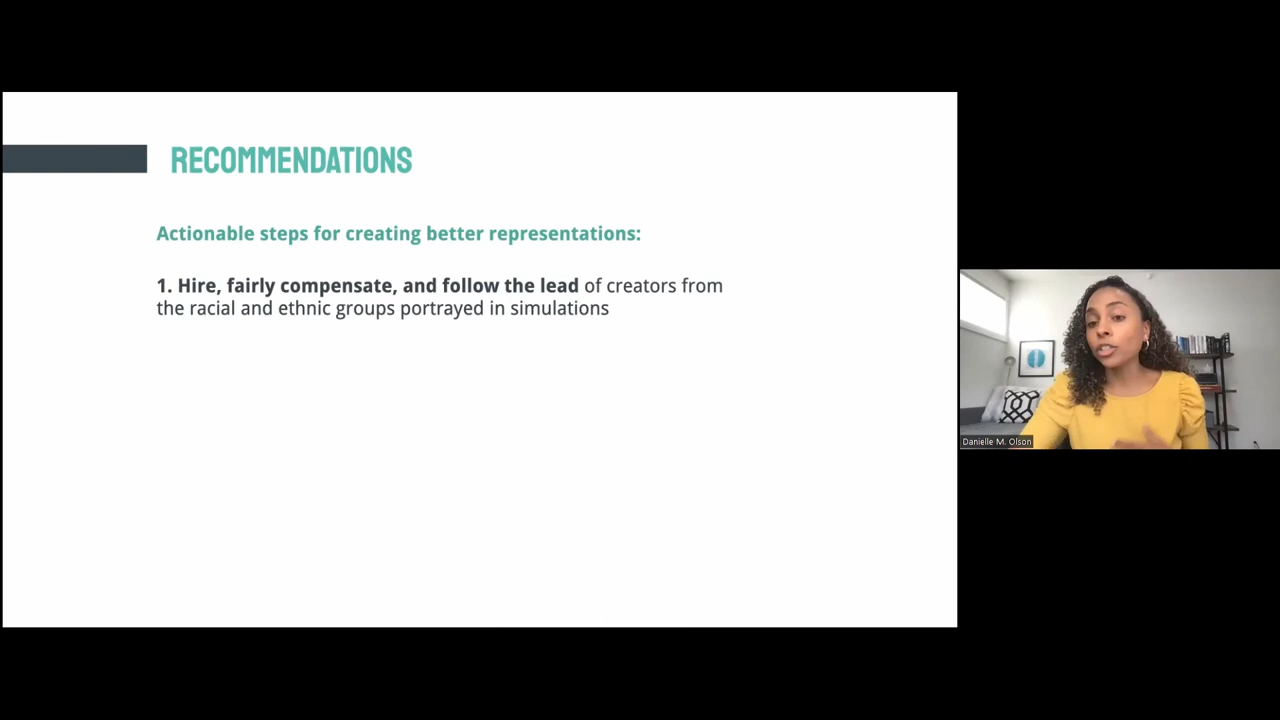 RECOMMENDATIONS
Actionable steps for creating better representations:
1. Hire, fairly compensate, and follow the lead of creators from
the racial and ethnic groups portrayed in simulations
Danielle M. Olson